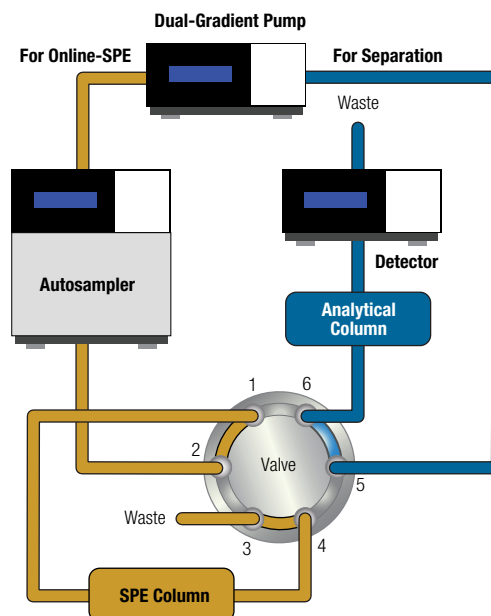 Dual-Gradient Pump
For Online-SPE
For Separation
Waste
Detector
Autosampler
Analytical
Column
1
6
2
Valve
5
Waste
3
4
SPE Column